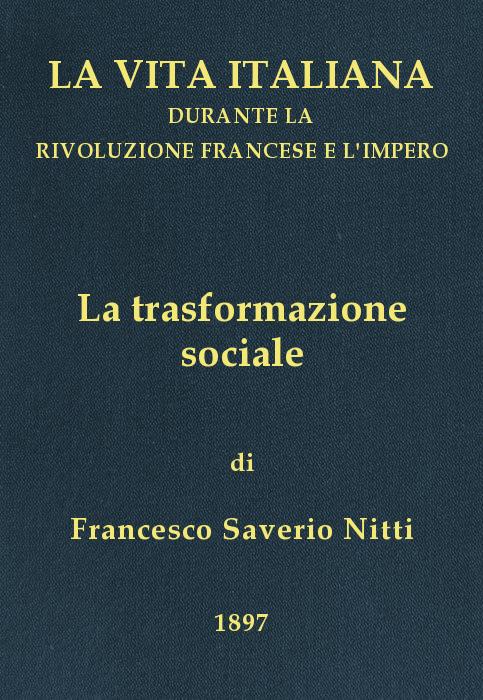 LA VITA ITALIANA
DURANTE LA
RIVOLUZIONE FRANCESE E L'IMPERO
La trasformazione
sociale
di
Francesco Saverio Nitti
1897